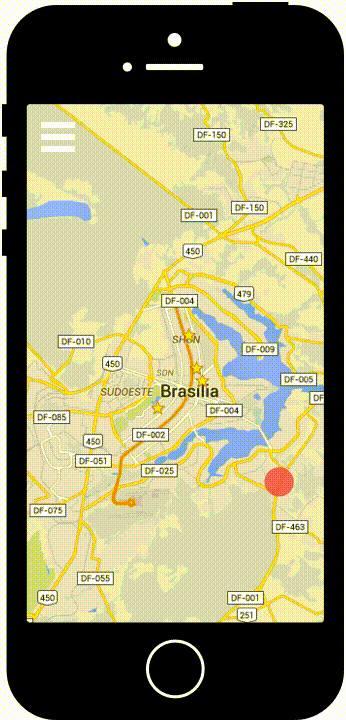 DF-325
DF-150
DF-150
DF-001
450
DF-440
479
DF-004
DF-010
SHGN
DF-009
450
SDN
DF-005
SUDOESTE
Brasília
DF
DF-085
DF-004
450
DF-002
DF-051
DF-025
DF-075
DF-463
DF-055
450
DF-001
251